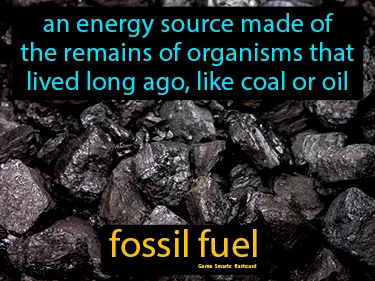 an energy source made of
the remains of organisms that
lived long ago, like coal or oil
fossil fuel
Game Smartz flashcard